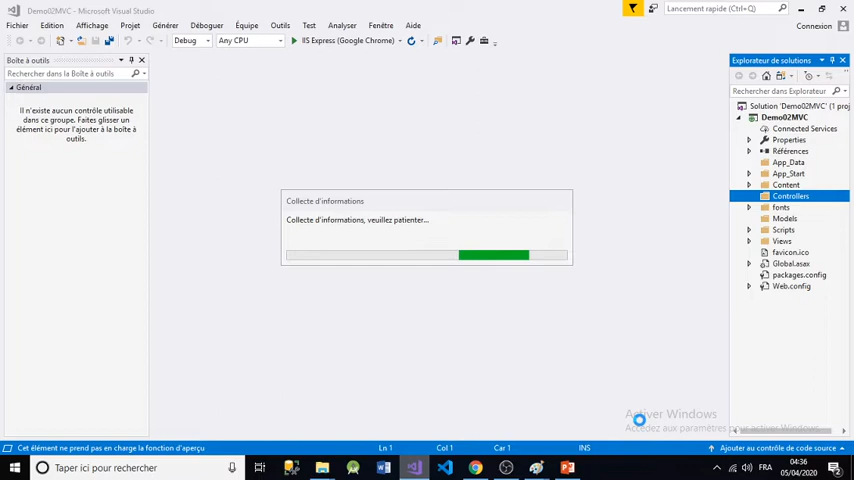 Demo02MVC - Microsoft Visual Studio
Lancement rapide (Ctrl+Q)
Fichier Edition Affichage Projet Générer Déboguer Équipe Outils Test Analyser Fenêtre Aide
Connexion
Debug Any CPU IIS Express (Google Chrome)
Boîte à outils
Rechercher dans la Boîte à outils
Général
Il n'existe aucun contrôle utilisable
dans ce groupe. Faites glisser un
élément ici pour l'ajouter à la boîte à
outils.
Collecte d'informations
Collecte d'informations, veuillez patienter...
Explorateur de solutions
Rechercher dans Explorateur
Solution 'Demo02MVC' (1 proj
Demo02MVC
Connected Services
Properties
Références
App_Data
App_Start
Content
Controllers
fonts
Models
Scripts
Views
favicon.ico
Global.asax
packages.config
Web.config
Activer Windows
Accédez aux paramètres pour activer Windows.
Cet élément ne prend pas en charge la fonction d'aperçu
Ln 1 Col 1 Car 1 INS
Ajouter au contrôle de code source
Taper ici pour rechercher
FRA
04:36
05/04/2020
2